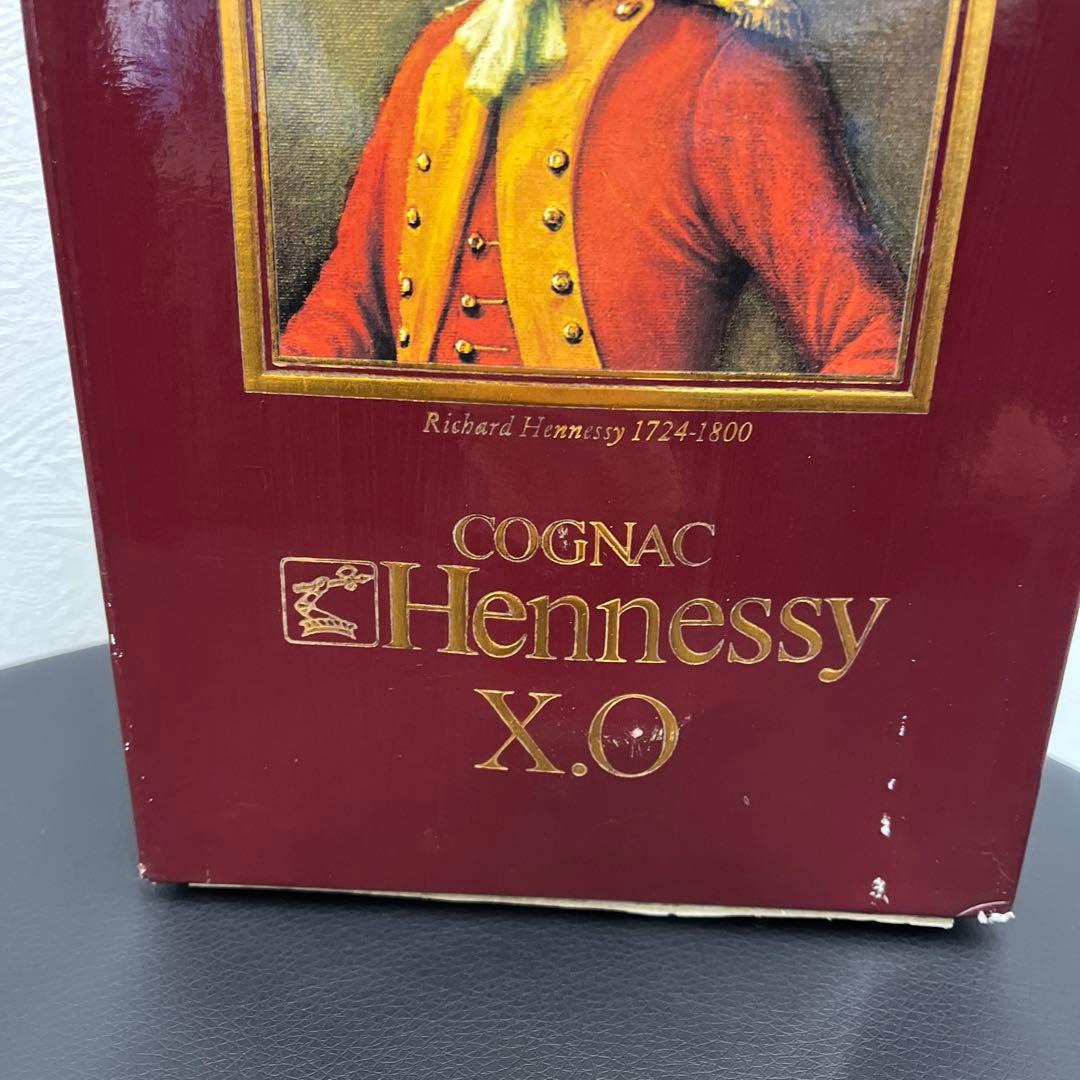 Richard Hennessy 1724-1800
COGNAC
Hennessy
X.O